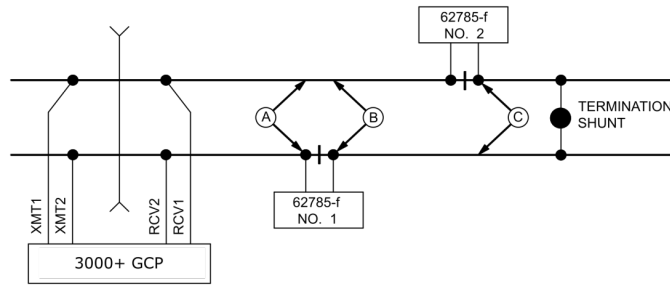 62785-f
NO. 2
A
B
C
TERMINATION
SHUNT
62785-f
NO. 1
XMT1
XMT2
RCV2
RCV1
3000+ GCP